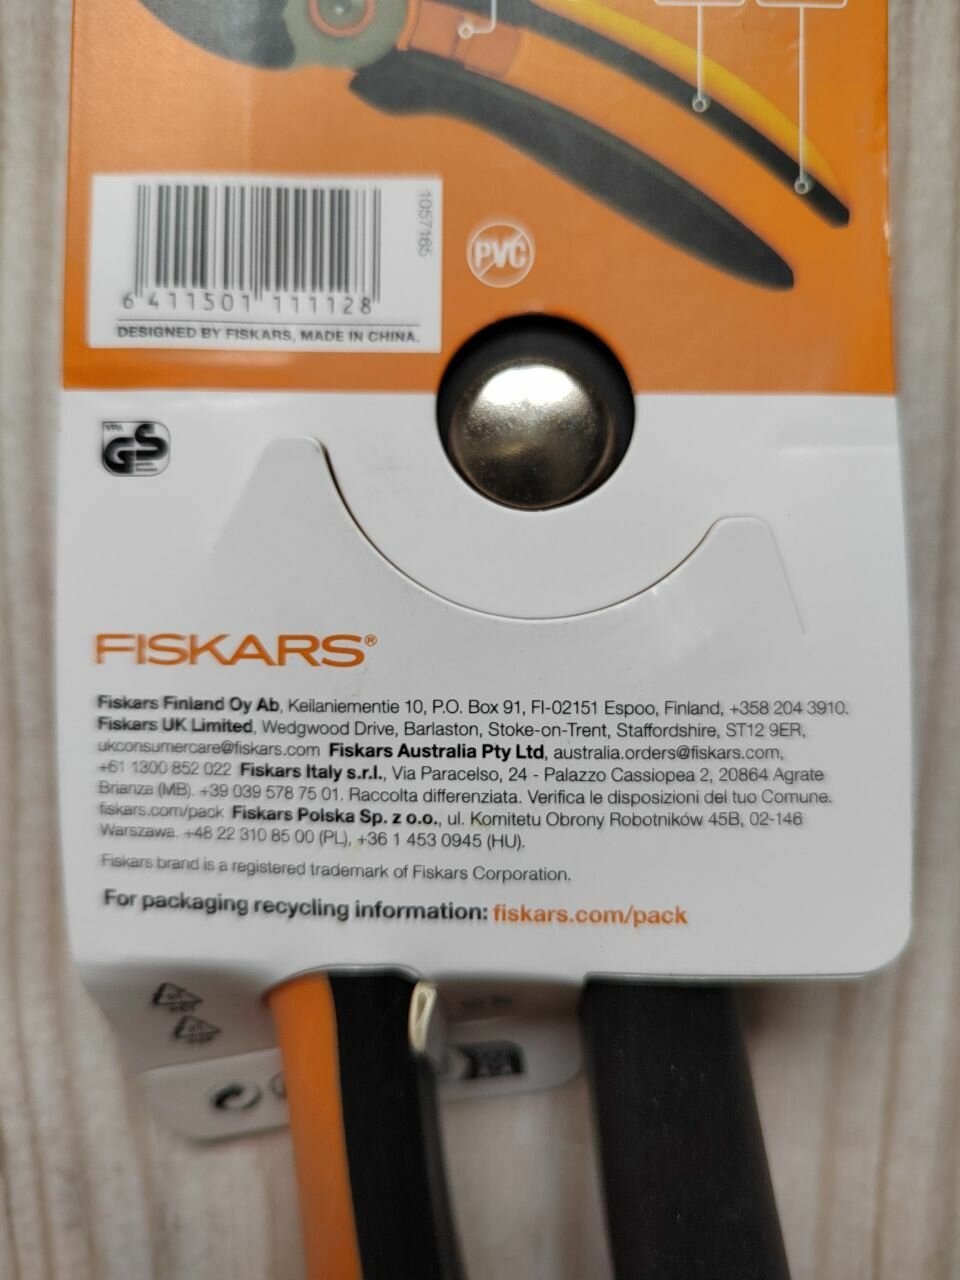 1057165
PVC
6 411501 111128
DESIGNED BY FISKARS, MADE IN CHINA.
VPA
GS
FISKARS®
Fiskars Finland Oy Ab, Keilaniementie 10, P.O. Box 91, FI-02151 Espoo, Finland, +358 204 3910.
Fiskars UK Limited, Wedgwood Drive, Barlaston, Stoke-on-Trent, Staffordshire, ST12 9ER,
ukconsumercare@fiskars.com Fiskars Australia Pty Ltd, australia.orders@fiskars.com,
+61 1300 852 022 Fiskars Italy s.r.l., Via Paracelso, 24 - Palazzo Cassiopea 2, 20864 Agrate
Brianza (MB). +39 039 578 75 01. Raccolta differenziata. Verifica le disposizioni del tuo Comune.
fiskars.com/pack Fiskars Polska Sp. z o.o., ul. Komitetu Obrony Robotników 45B, 02-146
Warszawa. +48 22 310 85 00 (PL), +36 1 453 0945 (HU).
Fiskars brand is a registered trademark of Fiskars Corporation.
For packaging recycling information: fiskars.com/pack